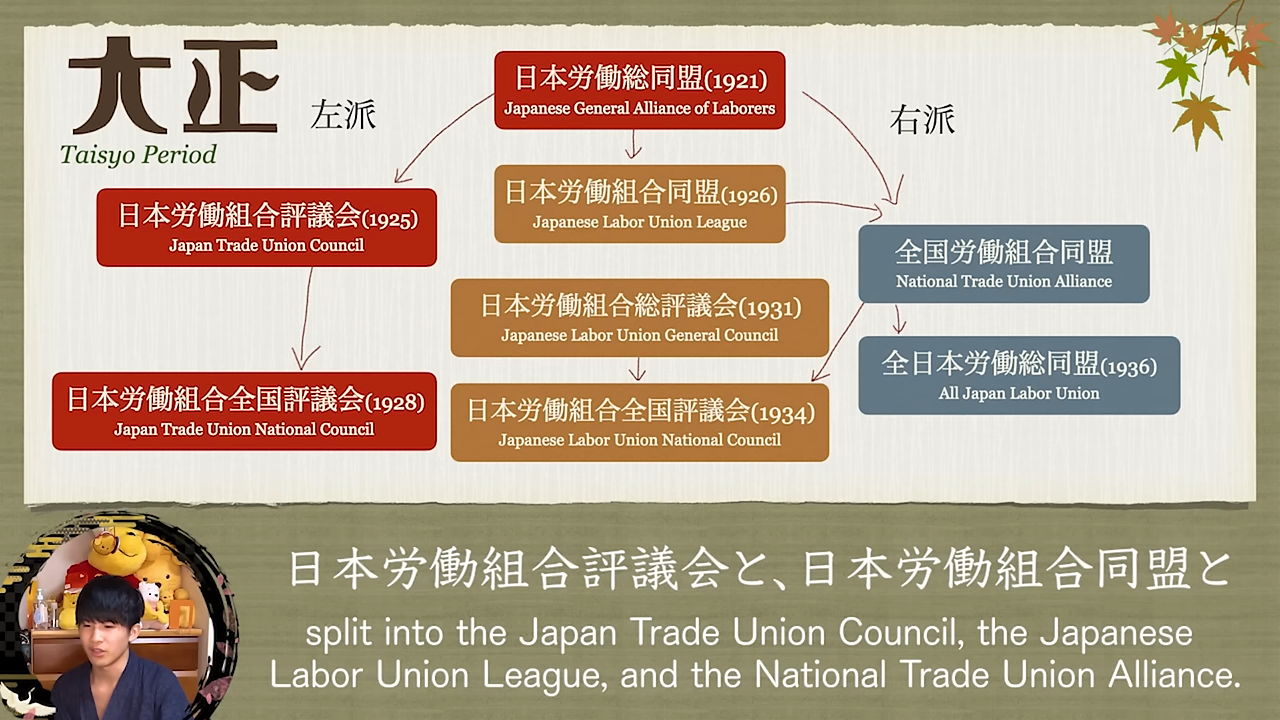 大正
Taisyo Period
左派
日本労働総同盟(1921)
Japanese General Alliance of Laborers
右派
日本労働組合評議会(1925)
Japan Trade Union Council
日本労働組合同盟(1926)
Japanese Labor Union League
全国労働組合同盟
National Trade Union Alliance
日本労働組合総評議会(1931)
Japanese Labor Union General Council
全日本労働総同盟(1936)
All Japan Labor Union
日本労働組合全国評議会(1928)
Japan Trade Union National Council
日本労働組合全国評議会(1934)
Japanese Labor Union National Council
日本労働組合評議会と、日本労働組合同盟と
split into the Japan Trade Union Council, the Japanese
Labor Union League, and the National Trade Union Alliance.